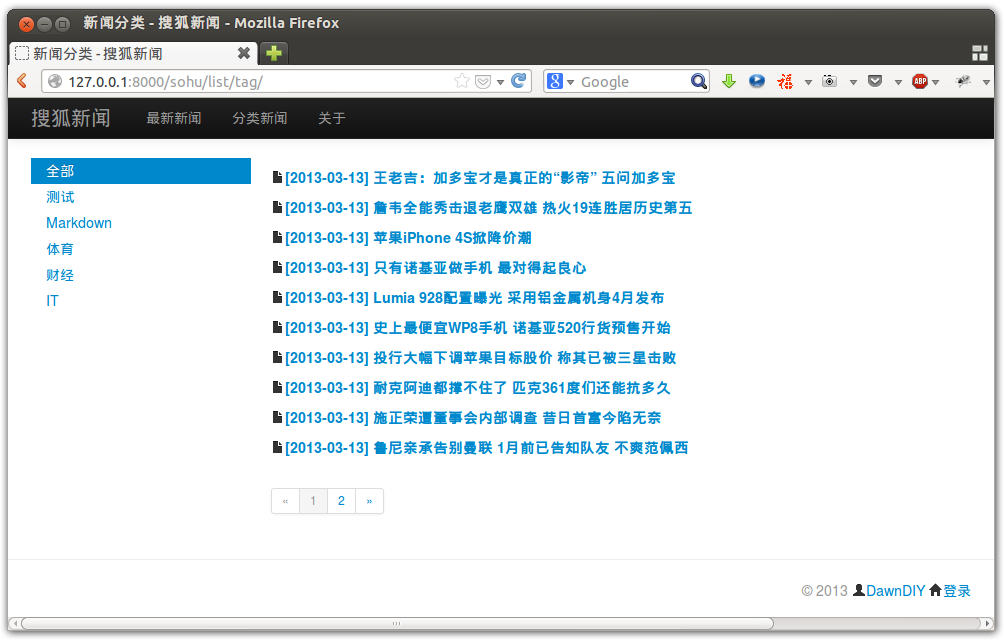 新闻分类 - 搜狐新闻 - Mozilla Firefox
新闻分类 - 搜狐新闻
127.0.0.1:8000/sohu/list/tag/
8 Google
福
ABP
搜狐新闻 最新新闻 分类新闻 关于
全部
测试
Markdown
体育
财经
IT
[2013-03-13] 王老吉：加多宝才是真正的“影帝” 五问加多宝
[2013-03-13] 詹韦全能秀击退老鹰双雄 热火19连胜居历史第五
[2013-03-13] 苹果iPhone 4S掀降价潮
[2013-03-13] 只有诺基亚做手机 最对得起良心
[2013-03-13] Lumia 928配置曝光 采用铝金属机身4月发布
[2013-03-13] 史上最便宜WP8手机 诺基亚520行货预售开始
[2013-03-13] 投行大幅下调苹果目标股价 称其已被三星击败
[2013-03-13] 耐克阿迪都撑不住了 匹克361度们还能抗多久
[2013-03-13] 施正荣遭董事会内部调查 昔日首富今陷无奈
[2013-03-13] 鲁尼亲承告别曼联 1月前已告知队友 不爽范佩西
« 1 2 »
© 2013 DawnDIY 登录